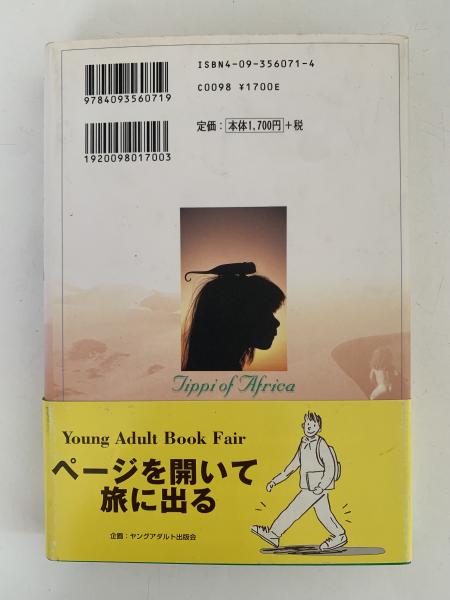 ISBN4-09-356071-4
9784093560719
C0098 ¥1700E
定価：本体1,700円+税
1920098017003
Tippi of Africa
Young Adult Book Fair
ページを開いて
旅に出る
企画：ヤングアダルト出版会